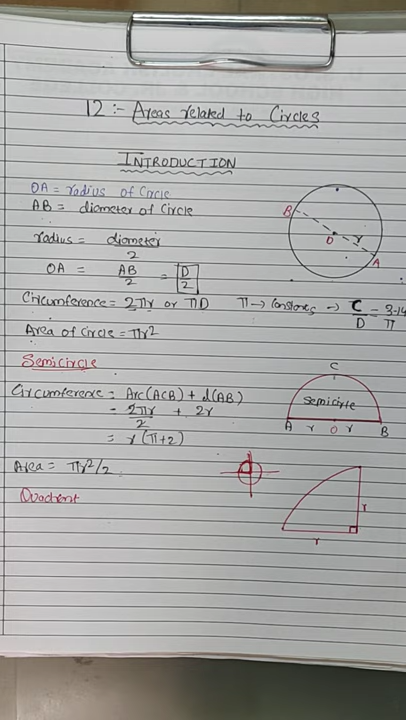 12 :- Areas related to Circles
INTRODUCTION
OA = radius of Circle
AB = diameter of Circle
radius = diameter
2
OA = AB = D
2 2
Circumference = 2πr or πD π → Constant → C = 3.14
D π
Area of circle = πr²
Semicircle
Circumference = Arc(ACB) + d(AB)
= 2πr + 2r
2
= r(π+2)
Area = πr²/2
Quadrent
B
O
r
A
C
Semicircle
A r O r B
r
r